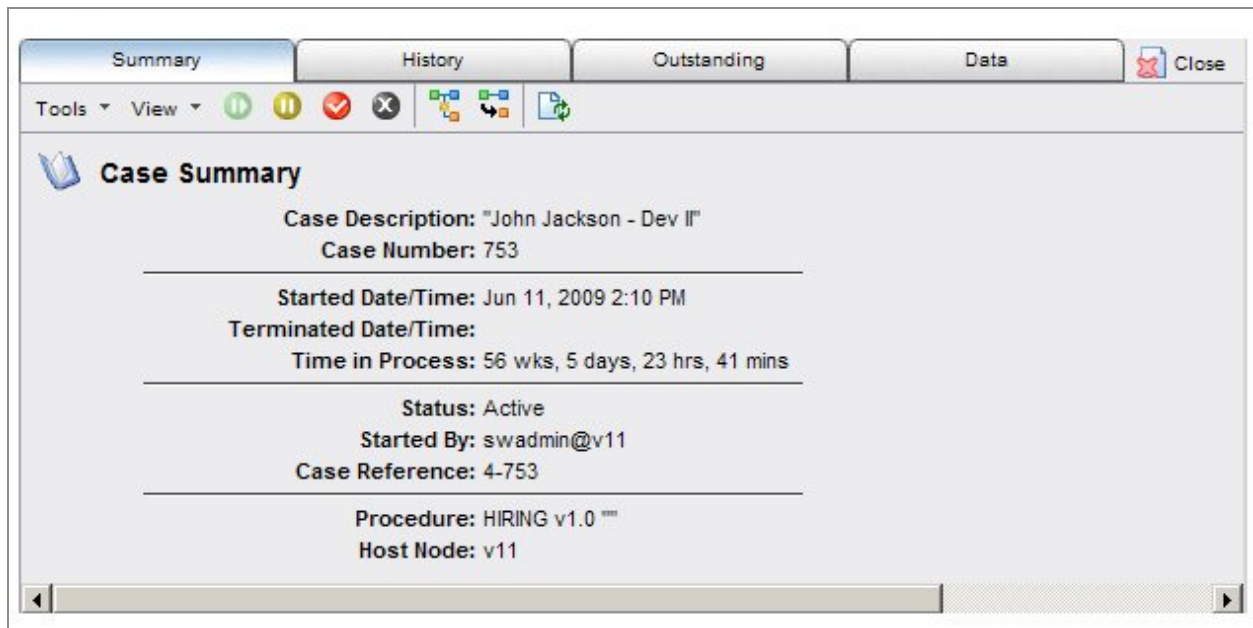 Summary History Outstanding Data Close
Tools View
Case Summary
Case Description: "John Jackson - Dev II"
Case Number: 753
Started Date/Time: Jun 11, 2009 2:10 PM
Terminated Date/Time:
Time in Process: 56 wks, 5 days, 23 hrs, 41 mins
Status: Active
Started By: swadmin@v11
Case Reference: 4-753
Procedure: HIRING v1.0 ""
Host Node: v11